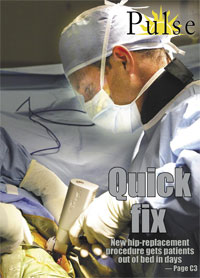 Pulse
Quick
fix
New hip-replacement
procedure gets patients
out of bed in days
— Page C3